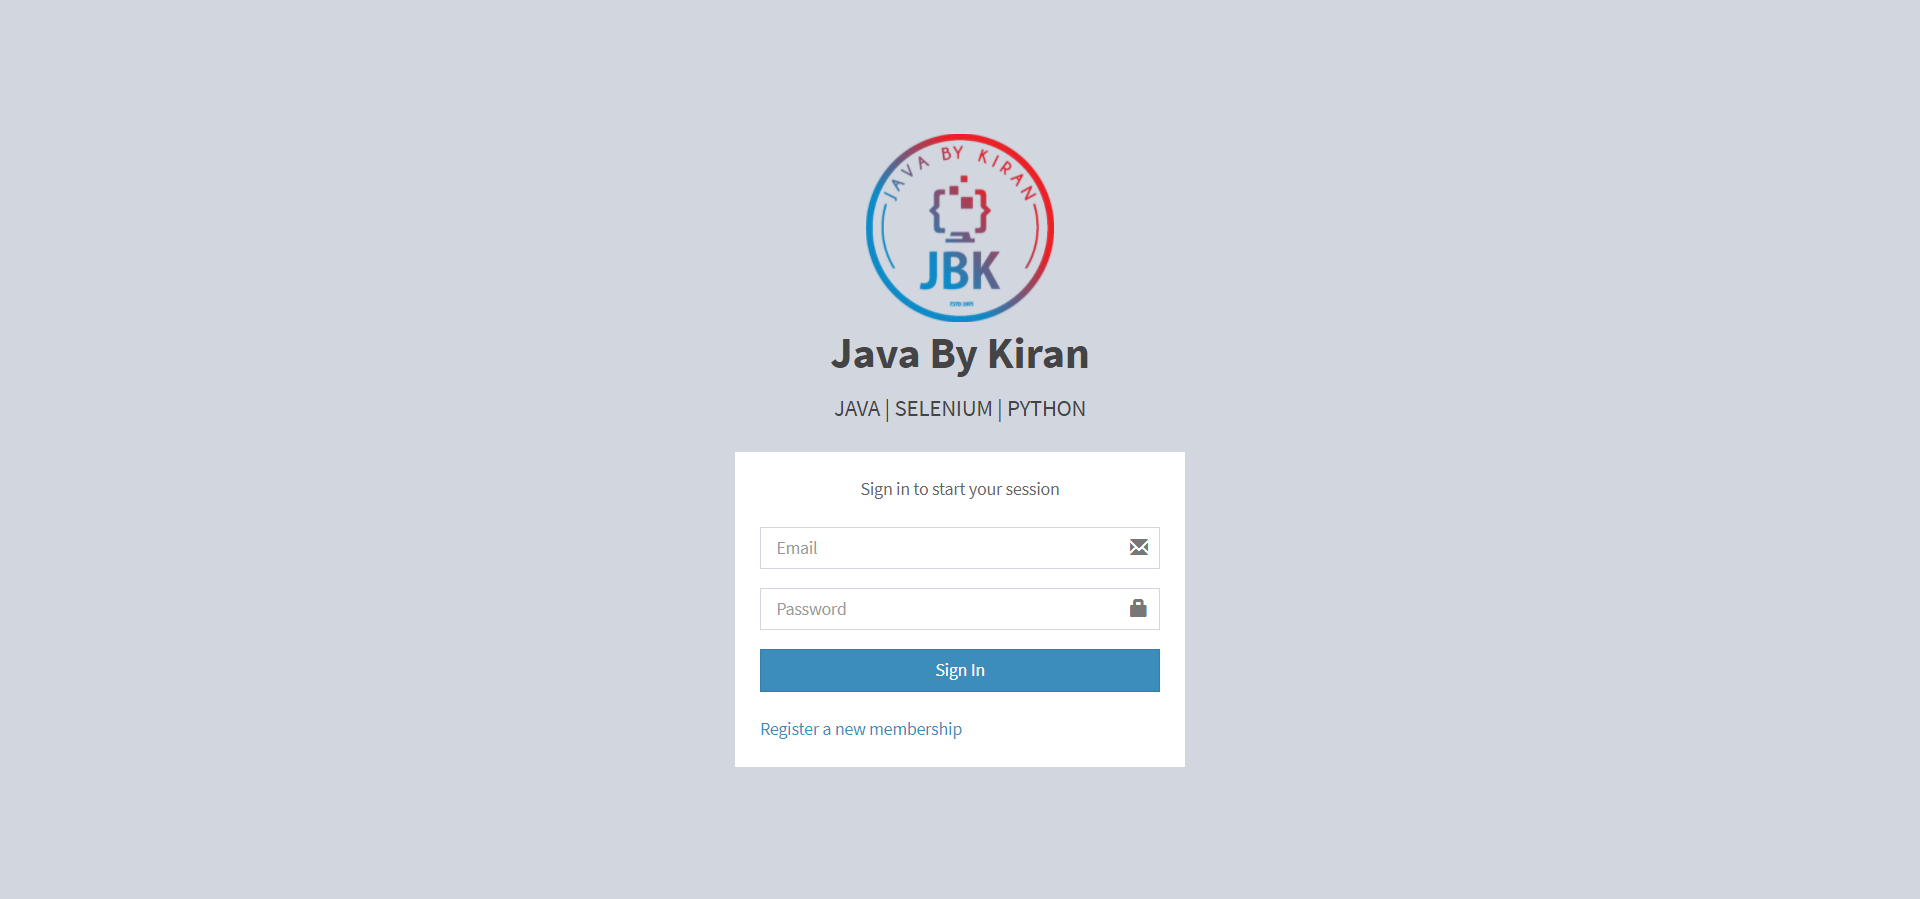 JAVA BY KIRAN
JBK
Java By Kiran
JAVA | SELENIUM | PYTHON
Sign in to start your session
Email
Password
Sign In
Register a new membership